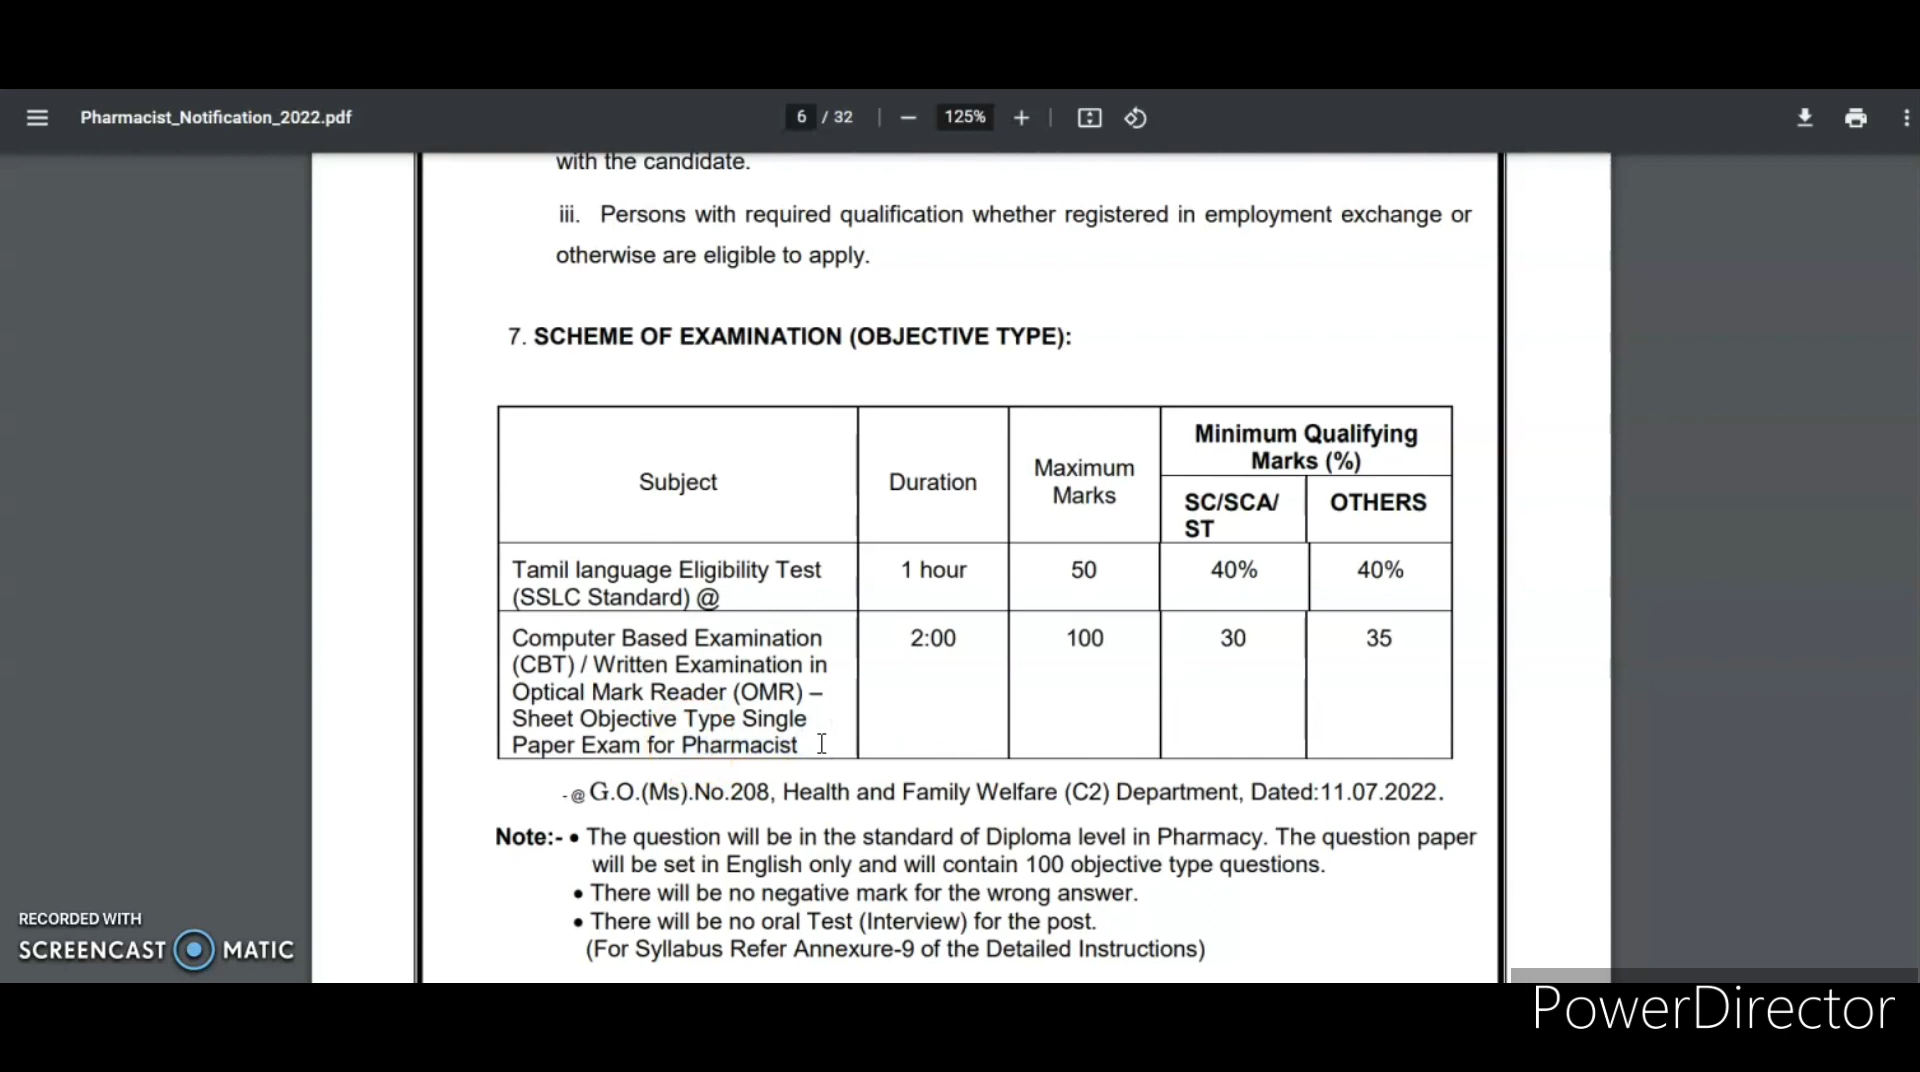 Pharmacist_Notification_2022.pdf
6 / 32
125%
with the candidate.
iii. Persons with required qualification whether registered in employment exchange or
otherwise are eligible to apply.
7. SCHEME OF EXAMINATION (OBJECTIVE TYPE):
Subject
Duration
Maximum
Marks
Minimum Qualifying
Marks (%)
SC/SCA/
ST
OTHERS
Tamil language Eligibility Test
(SSLC Standard) @
1 hour
50
40%
40%
Computer Based Examination
(CBT) / Written Examination in
Optical Mark Reader (OMR) –
Sheet Objective Type Single
Paper Exam for Pharmacist
2:00
100
30
35
-@ G.O.(Ms).No.208, Health and Family Welfare (C2) Department, Dated:11.07.2022.
Note:- • The question will be in the standard of Diploma level in Pharmacy. The question paper
will be set in English only and will contain 100 objective type questions.
• There will be no negative mark for the wrong answer.
• There will be no oral Test (Interview) for the post.
(For Syllabus Refer Annexure-9 of the Detailed Instructions)
RECORDED WITH
SCREENCAST MATIC
PowerDirector